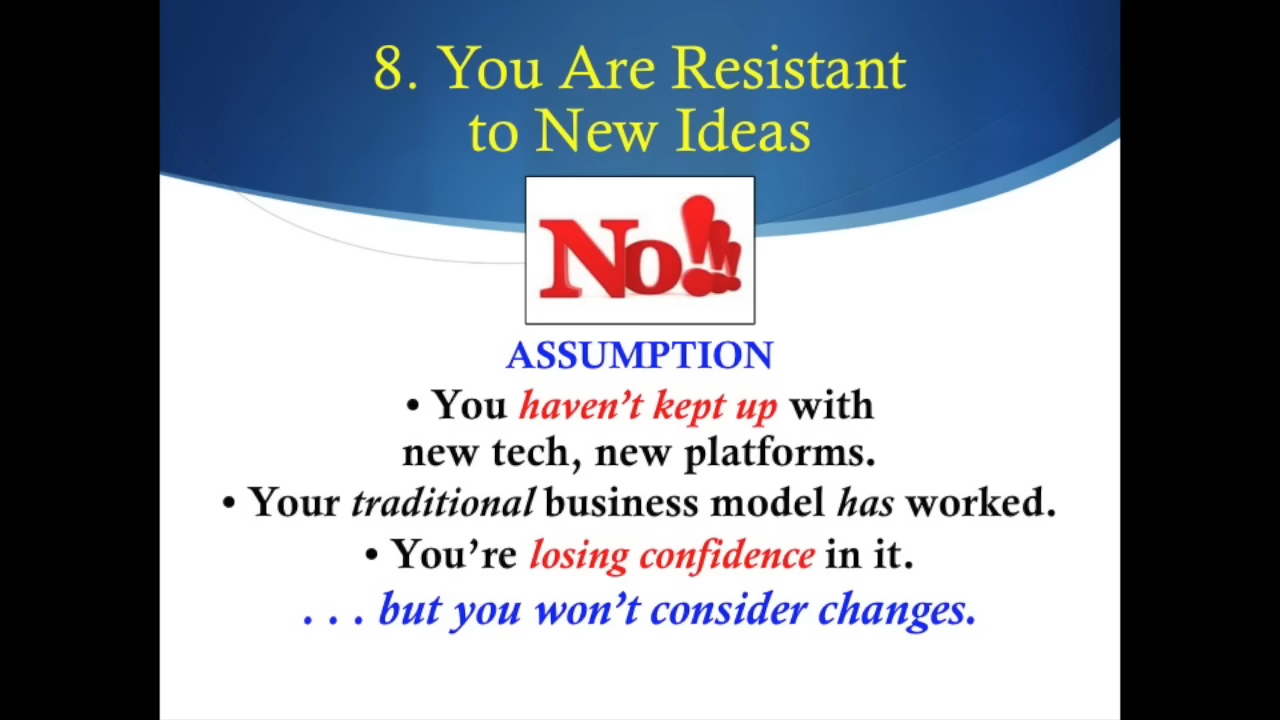 8. You Are Resistant
to New Ideas
No!!!
ASSUMPTION
• You haven't kept up with
new tech, new platforms.
• Your traditional business model has worked.
• You're losing confidence in it.
. . . but you won't consider changes.